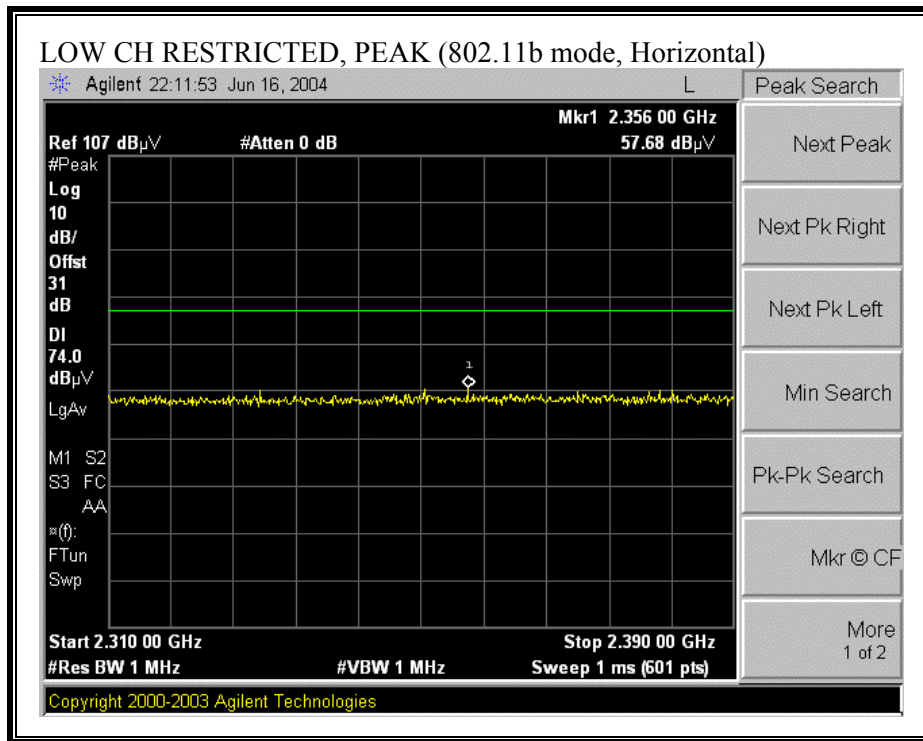 LOW CH RESTRICTED, PEAK (802.11b mode, Horizontal)
Agilent 22:11:53 Jun 16, 2004 L
Peak Search
Mkr1 2.356 00 GHz
Ref 107 dBµV #Atten 0 dB 57.68 dBµV
#Peak
Log
10
dB/
Offst
31
dB
DI
74.0
dBµV
LgAv
M1 S2
S3 FC
AA
¤(f):
FTun
Swp
1
Start 2.310 00 GHz Stop 2.390 00 GHz
#Res BW 1 MHz #VBW 1 MHz Sweep 1 ms (601 pts)
Copyright 2000-2003 Agilent Technologies
Next Peak
Next Pk Right
Next Pk Left
Min Search
Pk-Pk Search
Mkr © CF
More
1 of 2